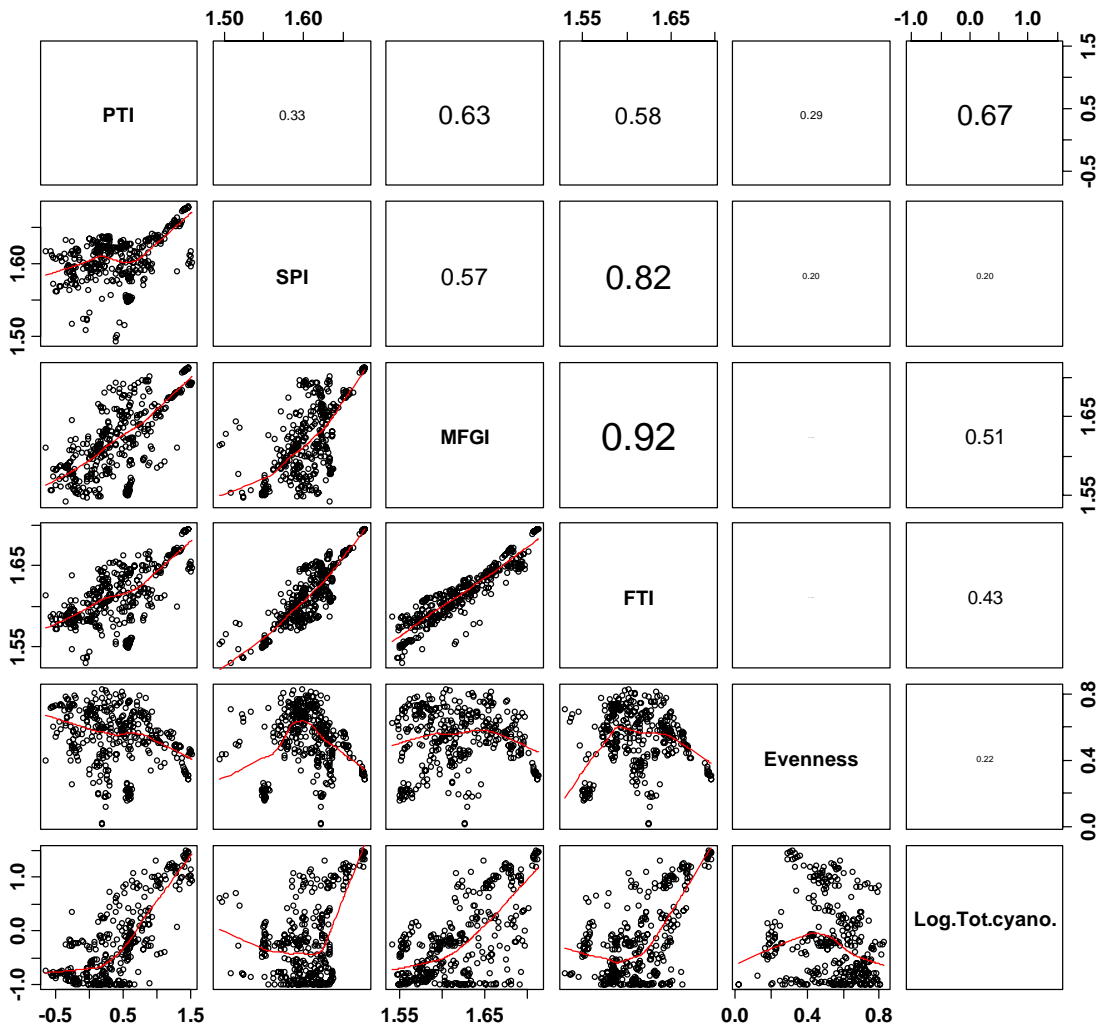 1.50 1.60 1.55 1.65 -1.0 0.0 1.0
PTI 0.33 0.63 0.58 0.29 0.67 -0.5 0.5 1.5
1.50 1.60 SPI 0.57 0.82 0.20 0.20
MFGI 0.92 0.51 1.55 1.65
1.55 1.65 FTI 0.43
Evenness 0.22 0.0 0.4 0.8
-1.0 0.0 1.0 Log.Tot.cyano.
-0.5 0.5 1.55 1.65 0.0 0.4 0.8